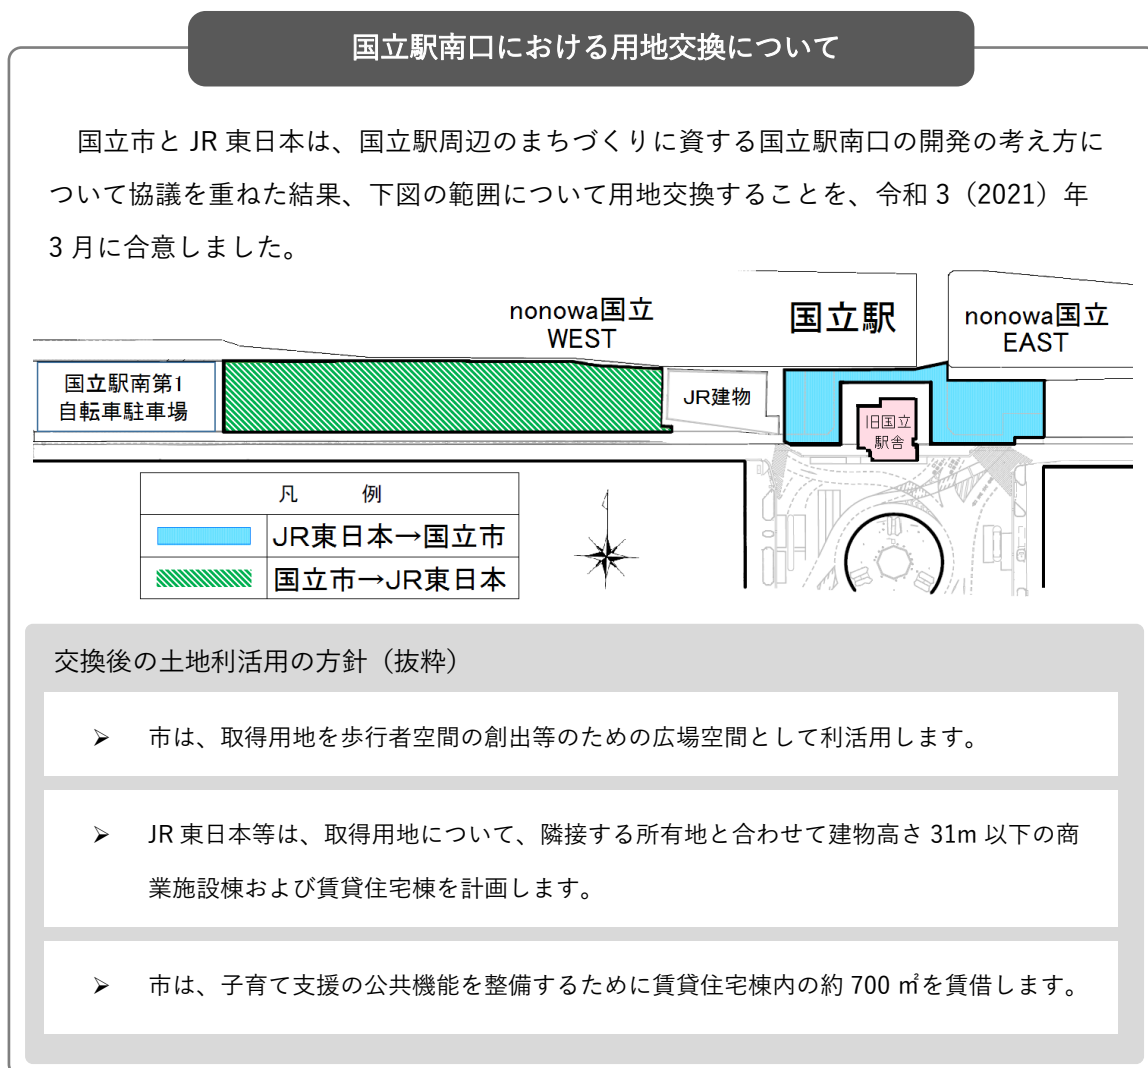 国立駅南口における用地交換について
国立市と JR 東日本は、国立駅周辺のまちづくりに資する国立駅南口の開発の考え方に
ついて協議を重ねた結果、下図の範囲について用地交換することを、令和 3（2021）年
3 月に合意しました。
nonowa国立
WEST
国立駅
nonowa国立
EAST
国立駅南第1
自転車駐車場
JR建物
旧国立
駅舎
凡　例
JR東日本→国立市
国立市→JR東日本
交換後の土地利活用の方針（抜粋）
➢ 市は、取得用地を歩行者空間の創出等のための広場空間として利活用します。
➢ JR 東日本等は、取得用地について、隣接する所有地と合わせて建物高さ 31m 以下の商
業施設棟および賃貸住宅棟を計画します。
➢ 市は、子育て支援の公共機能を整備するために賃貸住宅棟内の約 700 ㎡を賃借します。